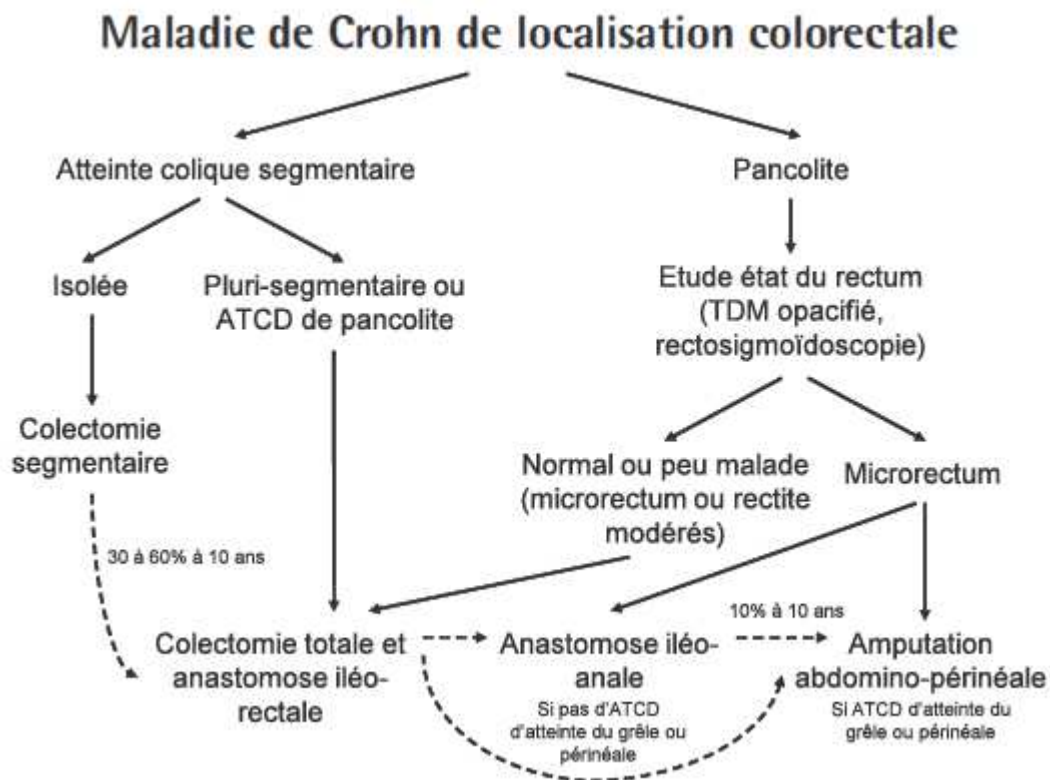 Maladie de Crohn de localisation colorectale
Atteinte colique segmentaire
Pancolite
Isolée
Pluri-segmentaire ou
ATCD de pancolite
Etude état du rectum
(TDM opacifié,
rectosigmoïdoscopie)
Colectomie
segmentaire
Normal ou peu malade
(microrectum ou rectite
modérés)
Microrectum
30 à 60% à 10 ans
10% à 10 ans
Colectomie totale et
anastomose iléo-
rectale
Anastomose iléo-
anale
Si pas d'ATCD
d'atteinte du grêle ou
périnéale
Amputation
abdomino-périnéale
Si ATCD d'atteinte du
grêle ou périnéale